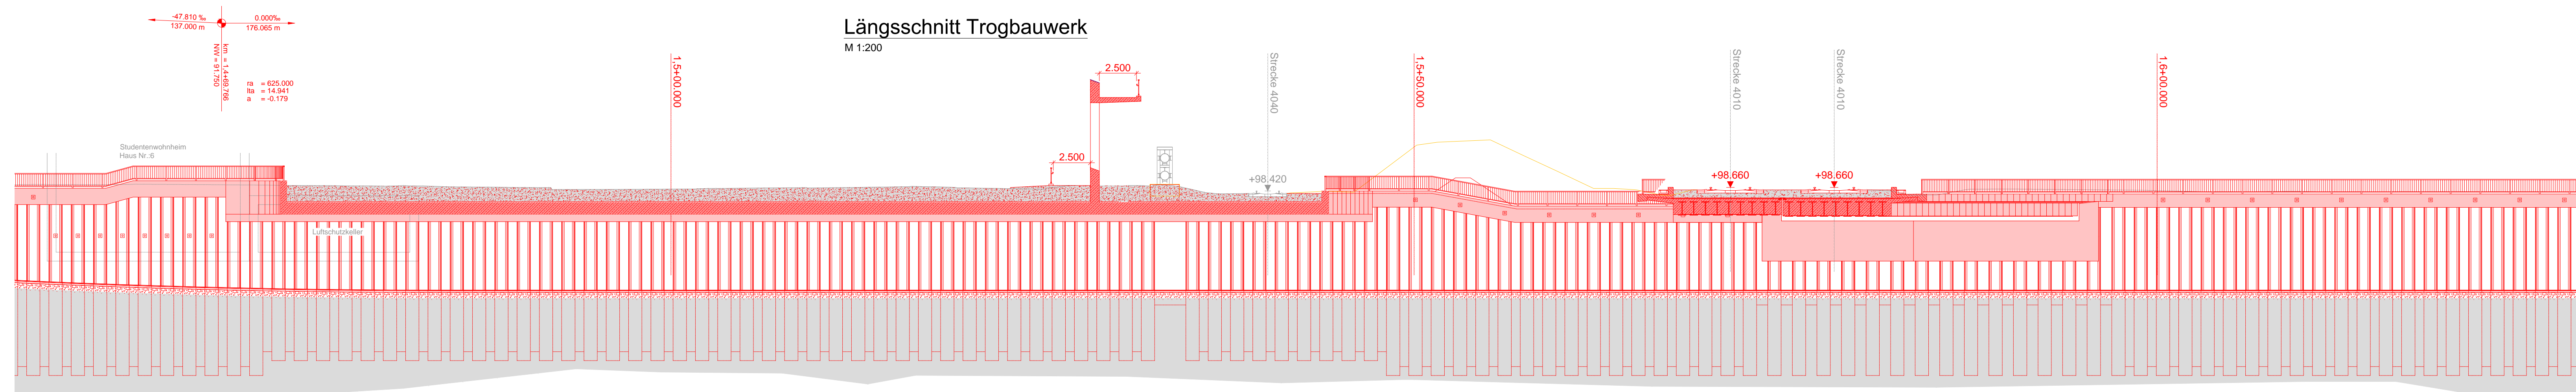 Längsschnitt Trogbauwerk
M 1:200
-47.810 ‰
137.000 m
0.000‰
176.065 m
km = 1,4+69.766
NW = 91.750
ra = 625.000
lta = 14.941
a = -0.179
1,5+00.000
2.500
2.500
Strecke 4040
+98.420
1,5+50.000
Strecke 4010
+98.660
Strecke 4010
+98.660
1,6+00.000
Studentenwohnheim
Haus Nr.:6
Luftschutzkeller